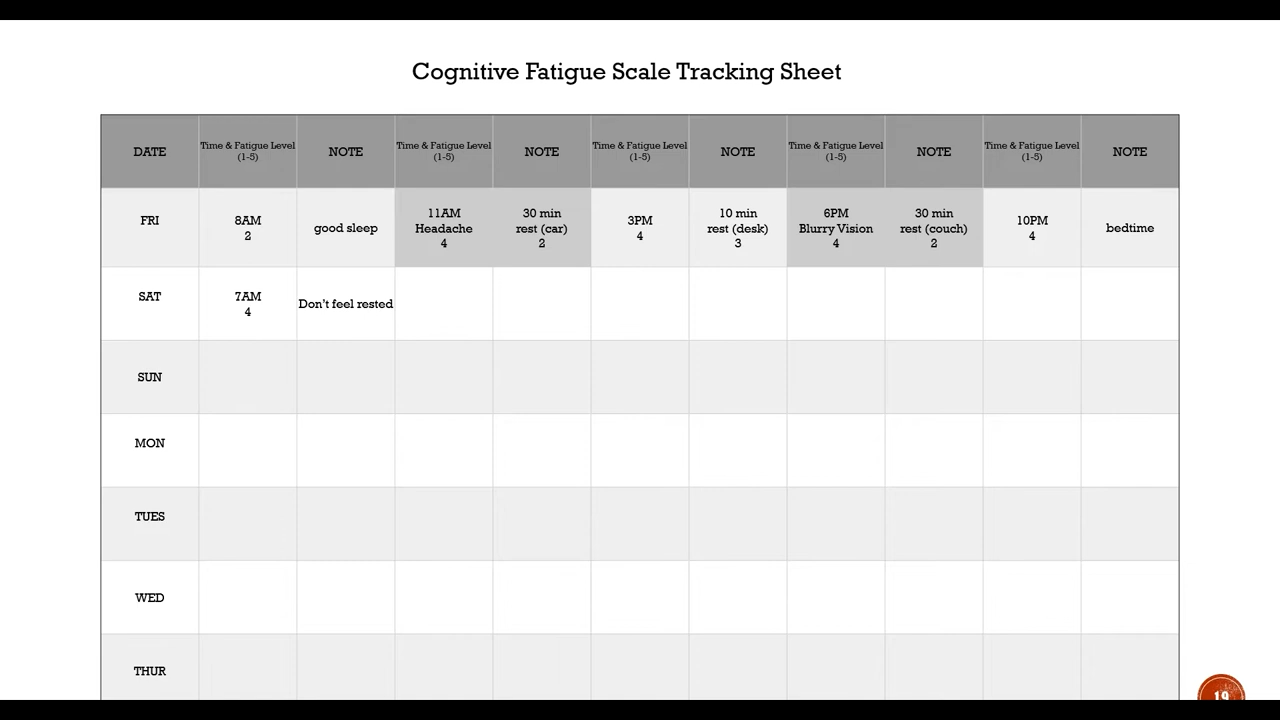 Cognitive Fatigue Scale Tracking Sheet
DATE
Time & Fatigue Level
(1-5)
NOTE
Time & Fatigue Level
(1-5)
NOTE
Time & Fatigue Level
(1-5)
NOTE
Time & Fatigue Level
(1-5)
NOTE
Time & Fatigue Level
(1-5)
NOTE
FRI
8AM
2
good sleep
11AM
Headache
4
30 min
rest (car)
2
3PM
4
10 min
rest (desk)
3
6PM
Blurry Vision
4
30 min
rest (couch)
2
10PM
4
bedtime
SAT
7AM
4
Don't feel rested
SUN
MON
TUES
WED
THUR
19